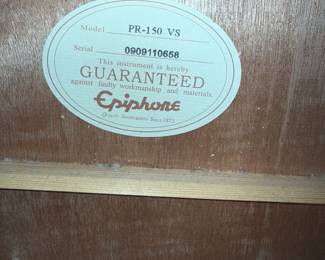 Model PR-150 VS
Serial 0909110658
This instrument is hereby
GUARANTEED
against faulty workmanship and materials.
Epiphone
Quality Instruments Since 1873